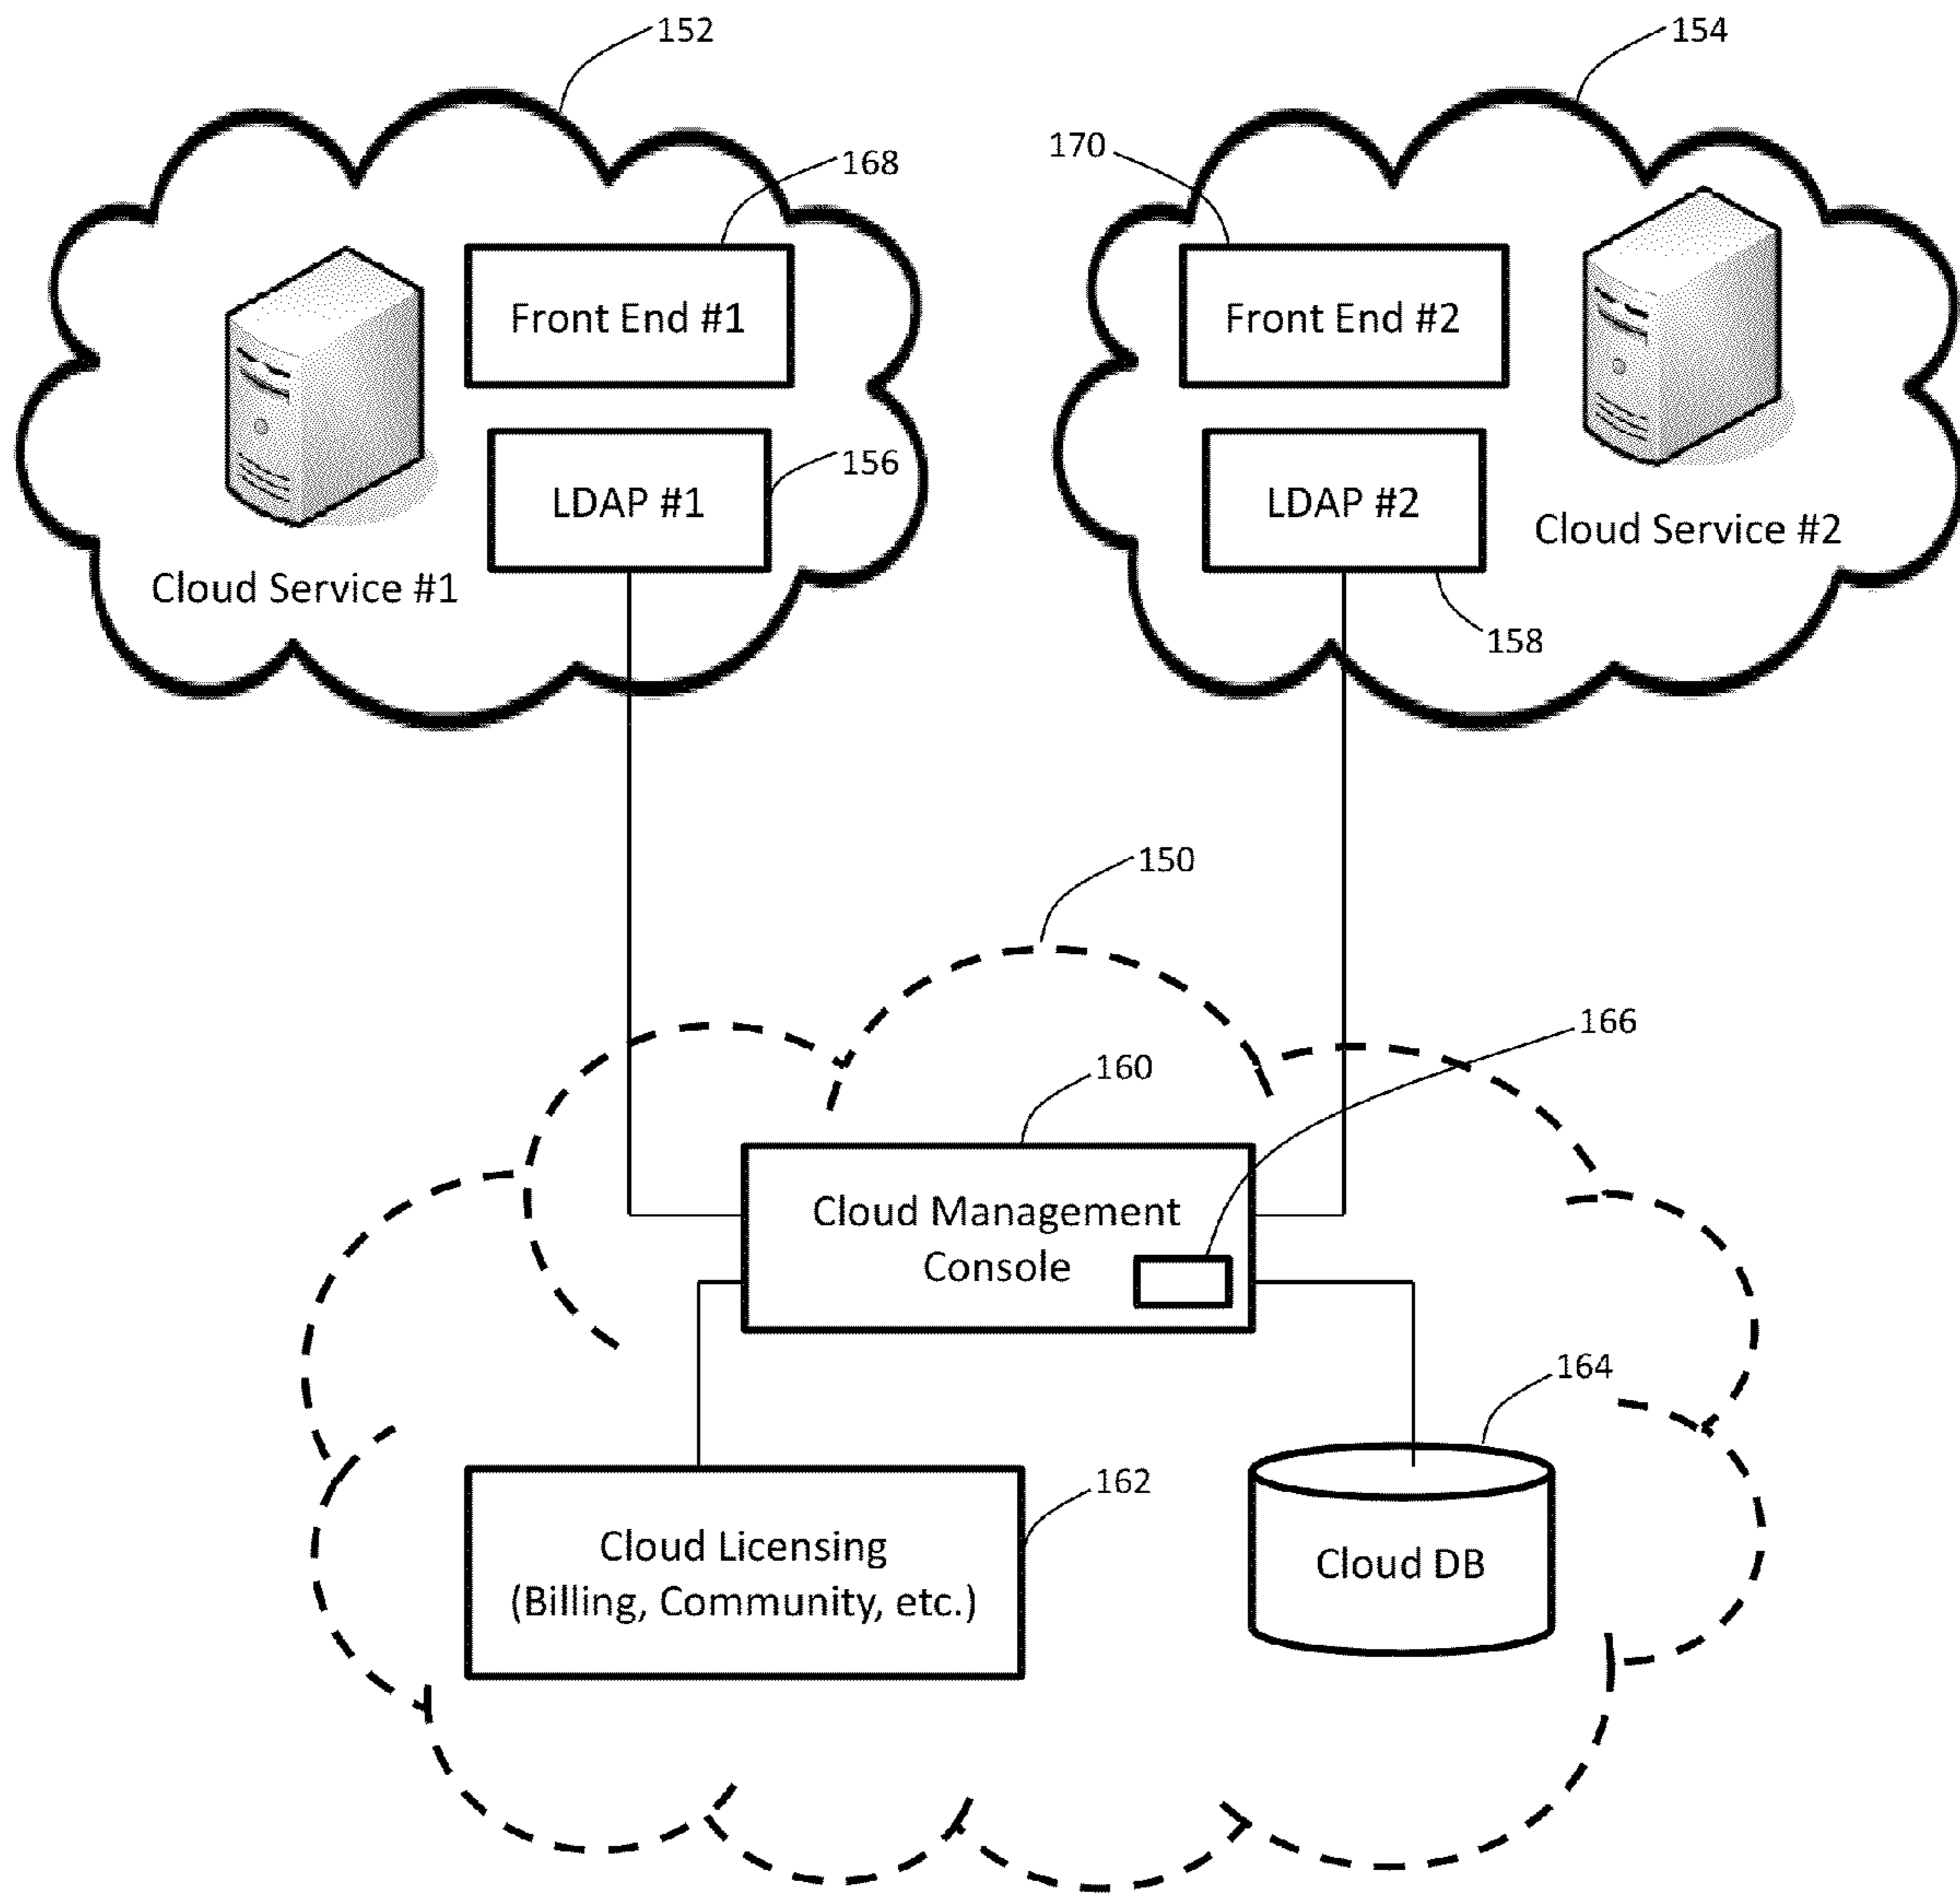 152
154
168
170
Front End #1
Front End #2
156
LDAP #1
LDAP #2
Cloud Service #2
Cloud Service #1
158
150
166
160
Cloud Management
Console
164
162
Cloud Licensing
(Billing, Community, etc.)
Cloud DB